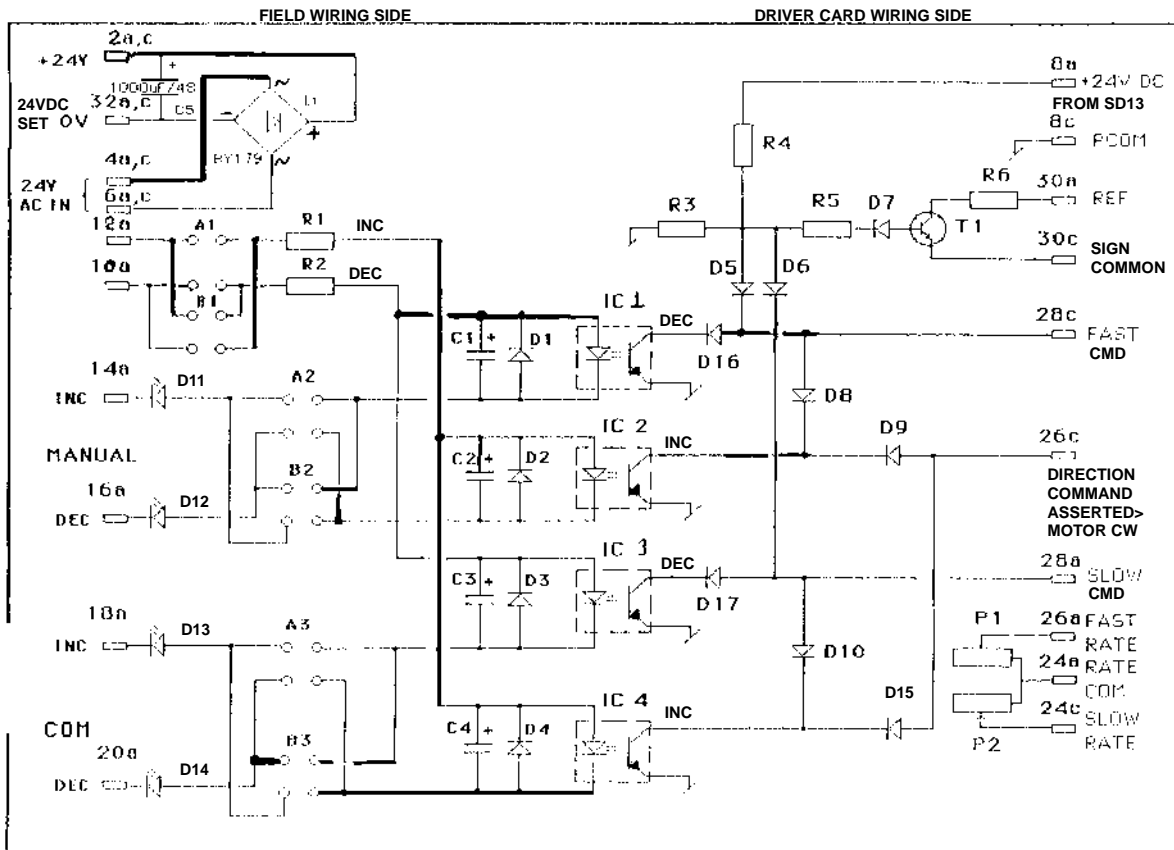 FIELD WIRING SIDE
DRIVER CARD WIRING SIDE
2a,c
+24V
1000uF/48
C5
24VDC
SET 0V
32a,c
L1
BY179
4a,c
24V
AC IN
6a,c
12a
A1
R1
INC
10a
B1
R2
DEC
8a
+24V DC
FROM SD13
8c
PCOM
R4
R6
30a
REF
R3
R5
D7
T1
30c
SIGN
COMMON
D5
D6
IC 1
DEC
28c
FAST
CMD
C1
+
D1
D16
D8
14a
D11
A2
INC
IC 2
INC
D9
26c
DIRECTION
COMMAND
ASSERTED>
MOTOR CW
MANUAL
C2
+
D2
B2
16a
D12
DEC
IC 3
DEC
28a
SLOW
CMD
C3
+
D3
D17
18a
D13
A3
INC
P1
26a FAST
RATE
24a RATE
COM
D10
D15
IC 4
INC
24c SLOW
RATE
P2
COM
C4
+
D4
B3
20a
D14
DEC